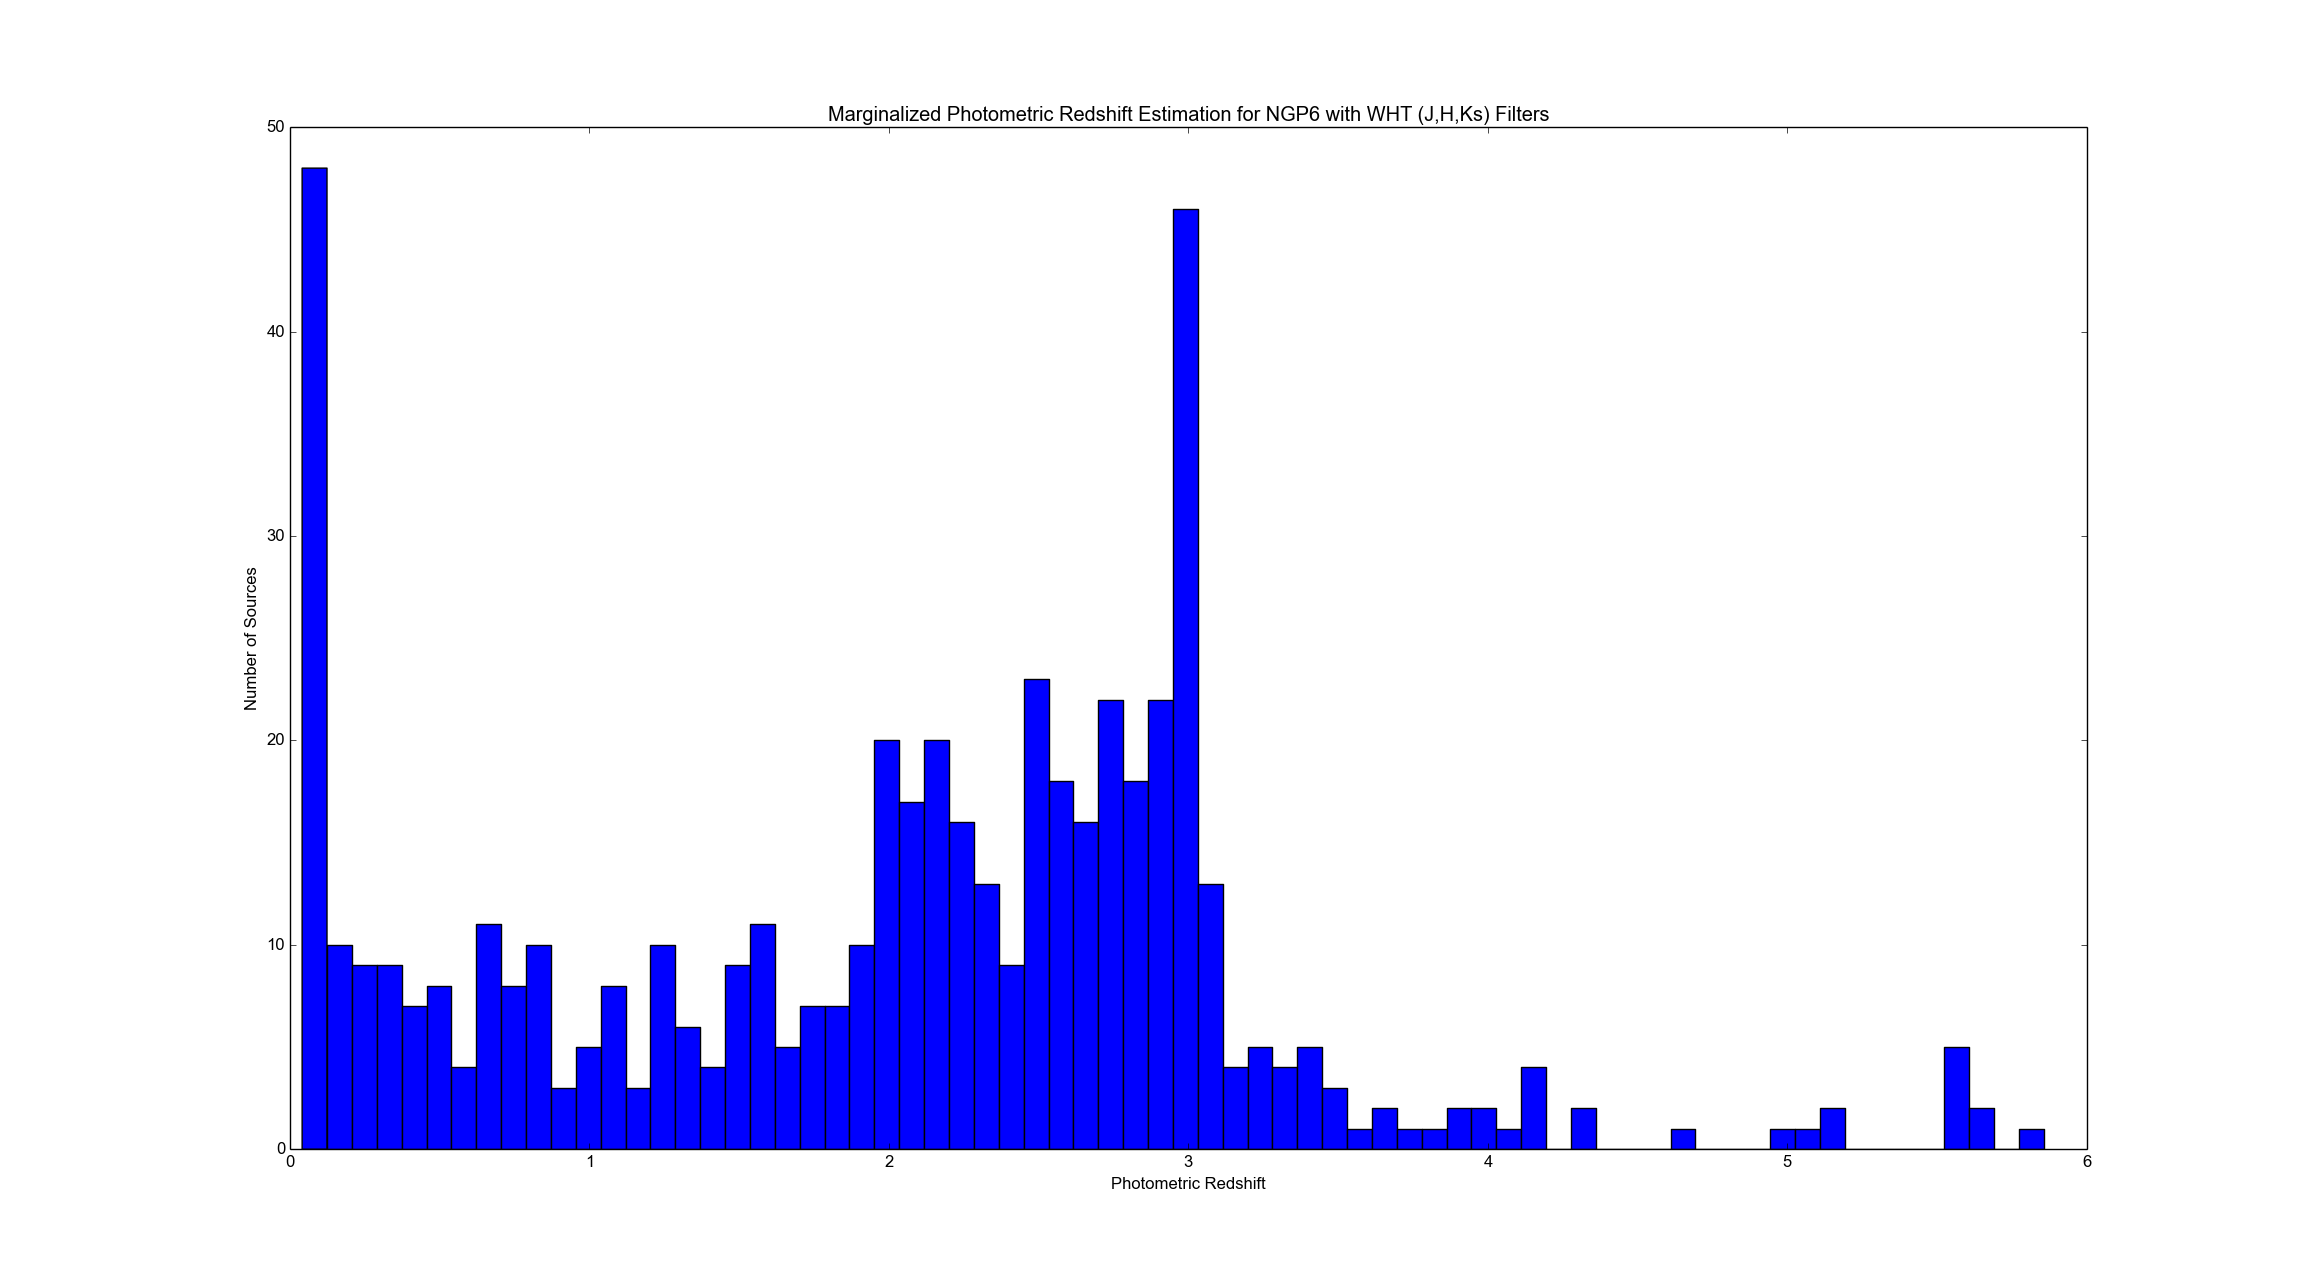 Marginalized Photometric Redshift Estimation for NGP6 with WHT (J,H,Ks) Filters
50
40
30
20
10
0
Number of Sources
0 1 2 3 4 5 6
Photometric Redshift